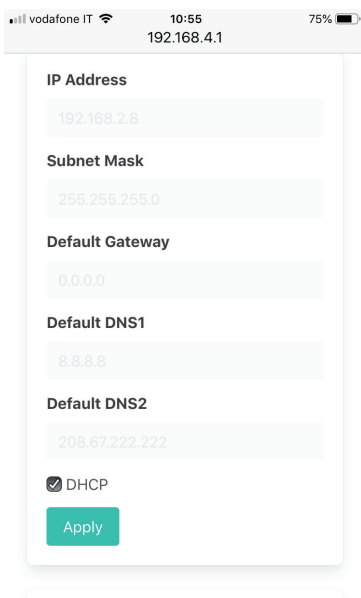 vodafone IT 10:55 75%
192.168.4.1
IP Address
192.168.2.8
Subnet Mask
255.255.255.0
Default Gateway
0.0.0.0
Default DNS1
8.8.8.8
Default DNS2
208.67.222.222
DHCP
Apply